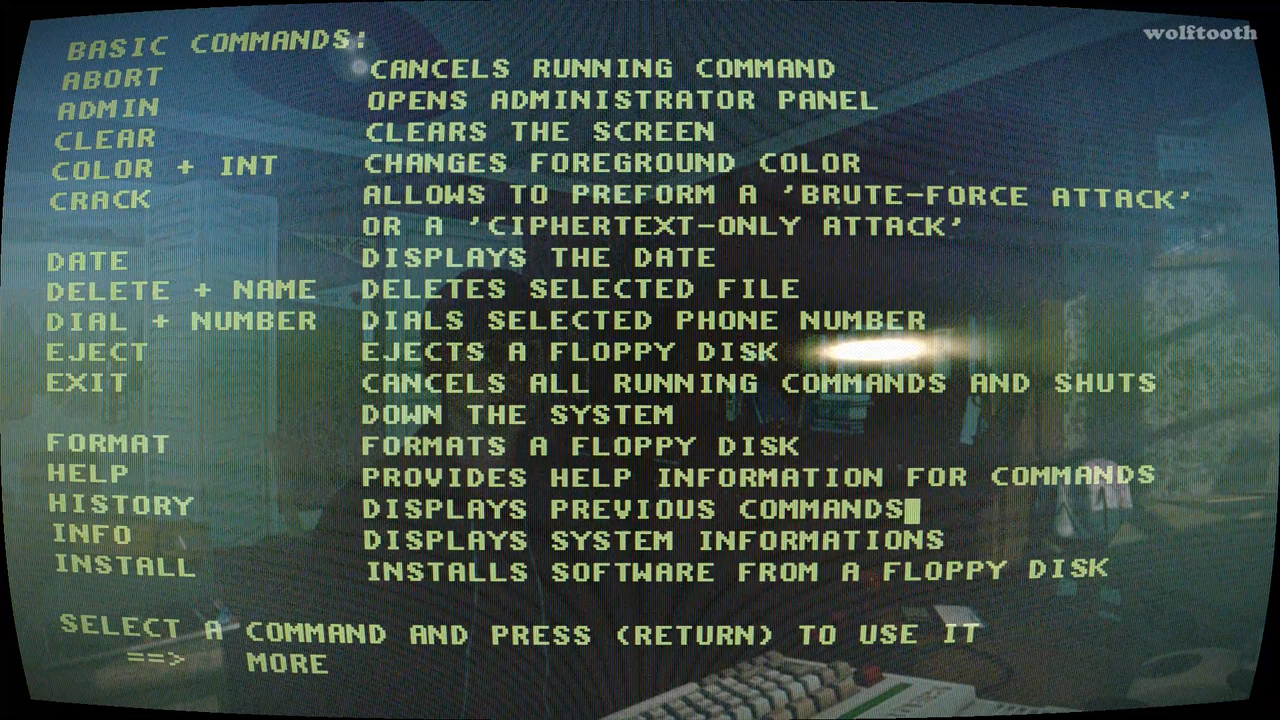 wolftooth
BASIC COMMANDS:
ABORT CANCELS RUNNING COMMAND
ADMIN OPENS ADMINISTRATOR PANEL
CLEAR CLEARS THE SCREEN
COLOR + INT CHANGES FOREGROUND COLOR
CRACK ALLOWS TO PREFORM A 'BRUTE-FORCE ATTACK'
OR A 'CIPHERTEXT-ONLY ATTACK'
DATE DISPLAYS THE DATE
DELETE + NAME DELETES SELECTED FILE
DIAL + NUMBER DIALS SELECTED PHONE NUMBER
EJECT EJECTS A FLOPPY DISK
EXIT CANCELS ALL RUNNING COMMANDS AND SHUTS
DOWN THE SYSTEM
FORMAT FORMATS A FLOPPY DISK
HELP PROVIDES HELP INFORMATION FOR COMMANDS
HISTORY DISPLAYS PREVIOUS COMMANDS
INFO DISPLAYS SYSTEM INFORMATIONS
INSTALL INSTALLS SOFTWARE FROM A FLOPPY DISK
SELECT A COMMAND AND PRESS (RETURN) TO USE IT
==> MORE